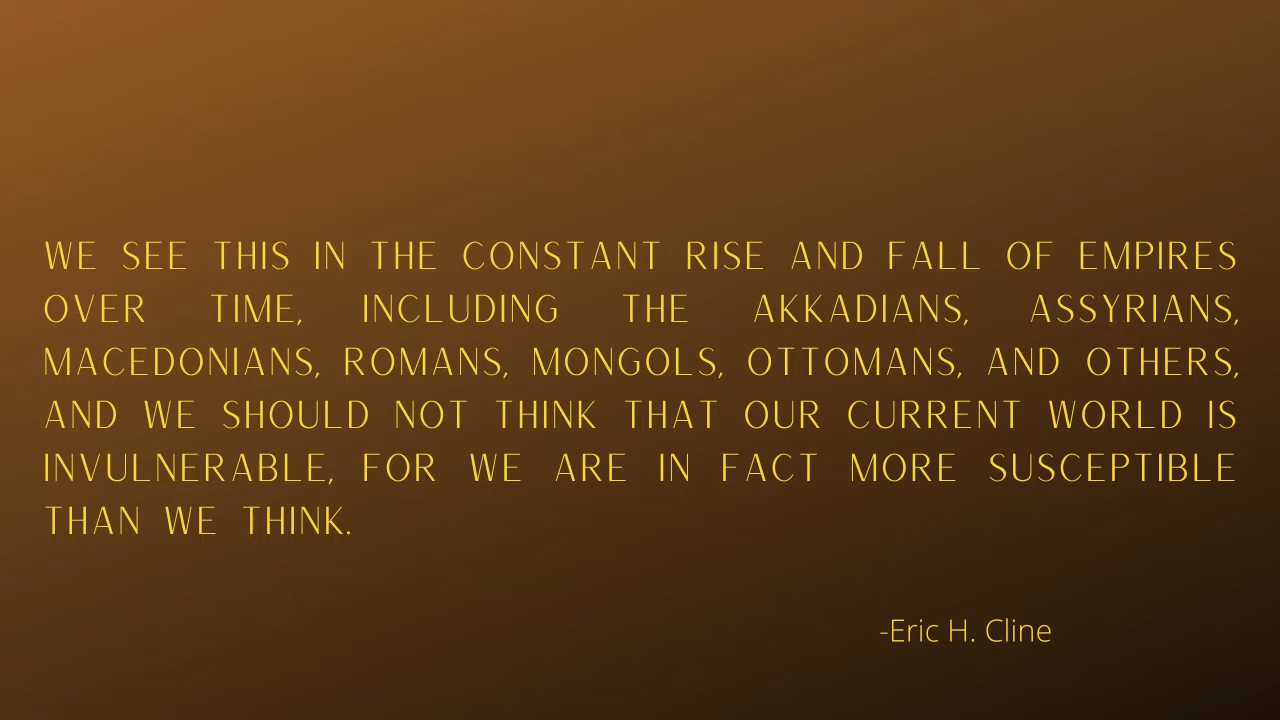 WE SEE THIS IN THE CONSTANT RISE AND FALL OF EMPIRES
OVER TIME, INCLUDING THE AKKADIANS, ASSYRIANS,
MACEDONIANS, ROMANS, MONGOLS, OTTOMANS, AND OTHERS,
AND WE SHOULD NOT THINK THAT OUR CURRENT WORLD IS
INVULNERABLE, FOR WE ARE IN FACT MORE SUSCEPTIBLE
THAN WE THINK.
-Eric H. Cline